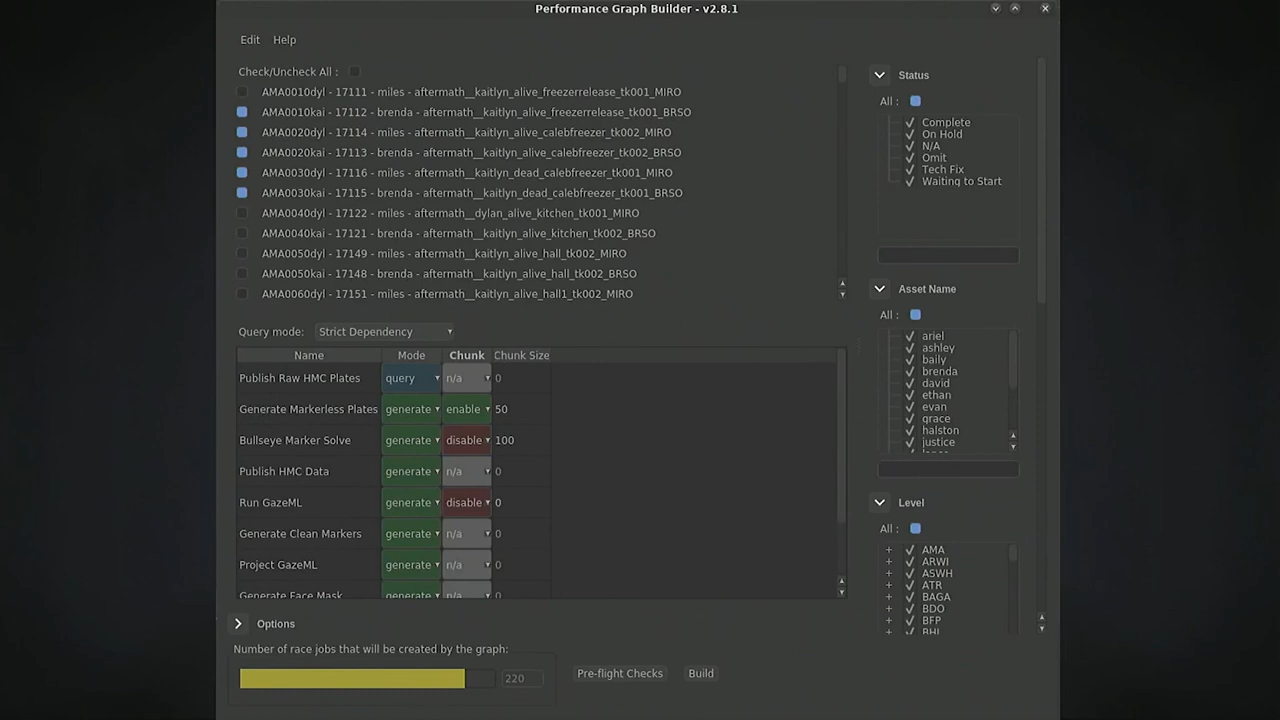 Performance Graph Builder - v2.8.1
Edit Help
Check/Uncheck All :
AMA0010dyl - 17111 - miles - aftermath__kaitlyn_alive_freezerrelease_tk001_MIRO
AMA0010kai - 17112 - brenda - aftermath__kaitlyn_alive_freezerrelease_tk001_BRSO
AMA0020dyl - 17114 - miles - aftermath__kaitlyn_alive_calebfreezer_tk002_MIRO
AMA0020kai - 17113 - brenda - aftermath__kaitlyn_alive_calebfreezer_tk002_BRSO
AMA0030dyl - 17116 - miles - aftermath__kaitlyn_dead_calebfreezer_tk001_MIRO
AMA0030kai - 17115 - brenda - aftermath__kaitlyn_dead_calebfreezer_tk001_BRSO
AMA0040dyl - 17122 - miles - aftermath__dylan_alive_kitchen_tk001_MIRO
AMA0040kai - 17121 - brenda - aftermath__kaitlyn_alive_kitchen_tk002_BRSO
AMA0050dyl - 17149 - miles - aftermath__kaitlyn_alive_hall_tk002_MIRO
AMA0050kai - 17148 - brenda - aftermath__kaitlyn_alive_hall_tk002_BRSO
AMA0060dyl - 17151 - miles - aftermath__kaitlyn_alive_hall1_tk002_MIRO
Query mode: Strict Dependency
Name Mode Chunk Chunk Size
Publish Raw HMC Plates query n/a 0
Generate Markerless Plates generate enable 50
Bullseye Marker Solve generate disable 100
Publish HMC Data generate n/a 0
Run GazeML generate disable 0
Generate Clean Markers generate n/a 0
Project GazeML generate n/a 0
Generate Face Mask generate n/a 0
Options
Number of race jobs that will be created by the graph:
220
Pre-flight Checks Build
Status
All :
Complete
On Hold
N/A
Omit
Tech Fix
Waiting to Start
Asset Name
All :
ariel
ashley
baily
brenda
david
ethan
evan
grace
halston
justice
Level
All :
AMA
ARWI
ASWH
ATR
BAGA
BDO
BFP
BHL